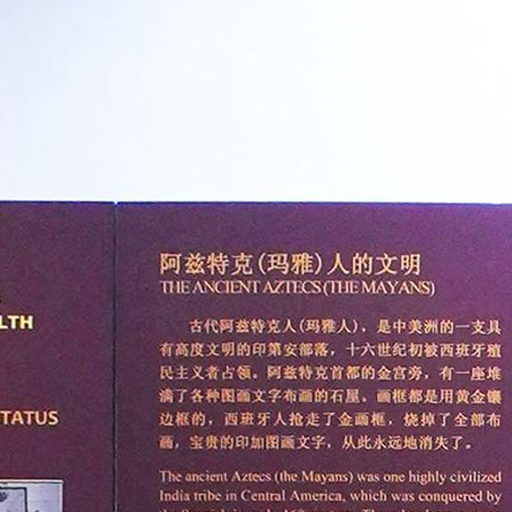 LTH
TATUS
阿兹特克(玛雅)人的文明
THE ANCIENT AZTECS(THE MAYANS)
古代阿兹特克人(玛雅人)，是中美洲的一支具
有高度文明的印第安部落，十六世纪初被西班牙殖
民主义者占领。阿兹特克首都的金宫旁，有一座堆
满了各种图画文字布画的石屋。画框都是用黄金镶
边框的，西班牙人抢走了金画框，烧掉了全部布
画，宝贵的印加图画文字，从此永远地消失了。
The ancient Aztecs (the Mayans) was one highly civilized
India tribe in Central America, which was conquered by